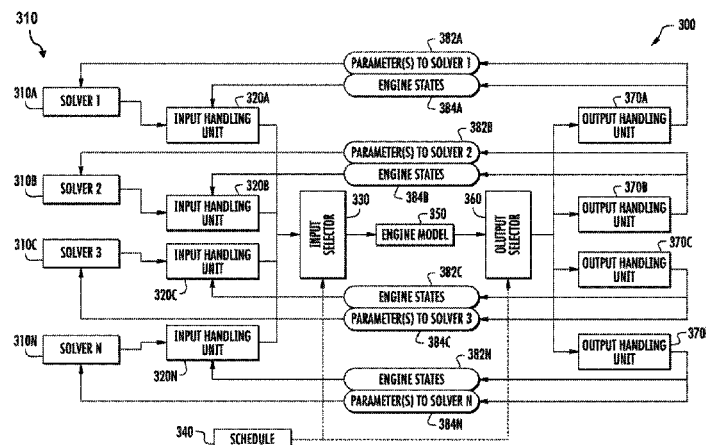 310
300
382A
PARAMETER(S) TO SOLVER 1
ENGINE STATES
384A
310A
SOLVER 1
320A
INPUT HANDLING
UNIT
370A
OUTPUT HANDLING
UNIT
382B
PARAMETER(S) TO SOLVER 2
ENGINE STATES
384B
310B
SOLVER 2
320B
INPUT HANDLING
UNIT
330
INPUT
SELECTOR
350
ENGINE MODEL
360
OUTPUT
SELECTOR
370B
OUTPUT HANDLING
UNIT
310C
SOLVER 3
INPUT HANDLING
UNIT
320C
370C
OUTPUT HANDLING
UNIT
382C
ENGINE STATES
PARAMETER(S) TO SOLVER 3
384C
310N
SOLVER N
INPUT HANDLING
UNIT
320N
OUTPUT HANDLING
UNIT
382N
ENGINE STATES
PARAMETER(S) TO SOLVER N
384N
340
SCHEDULE